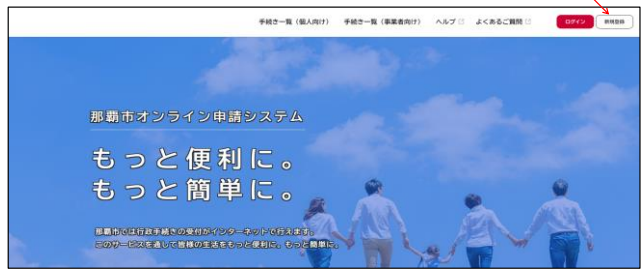 手続き一覧（個人向け） 手続き一覧（事業者向け） ヘルプ よくあるご質問 ログイン 新規登録
那覇市オンライン申請システム
もっと便利に。
もっと簡単に。
那覇市では行政手続きの受付がインターネットで行えます。
このサービスを通して皆様の生活をもっと便利に、もっと簡単に。